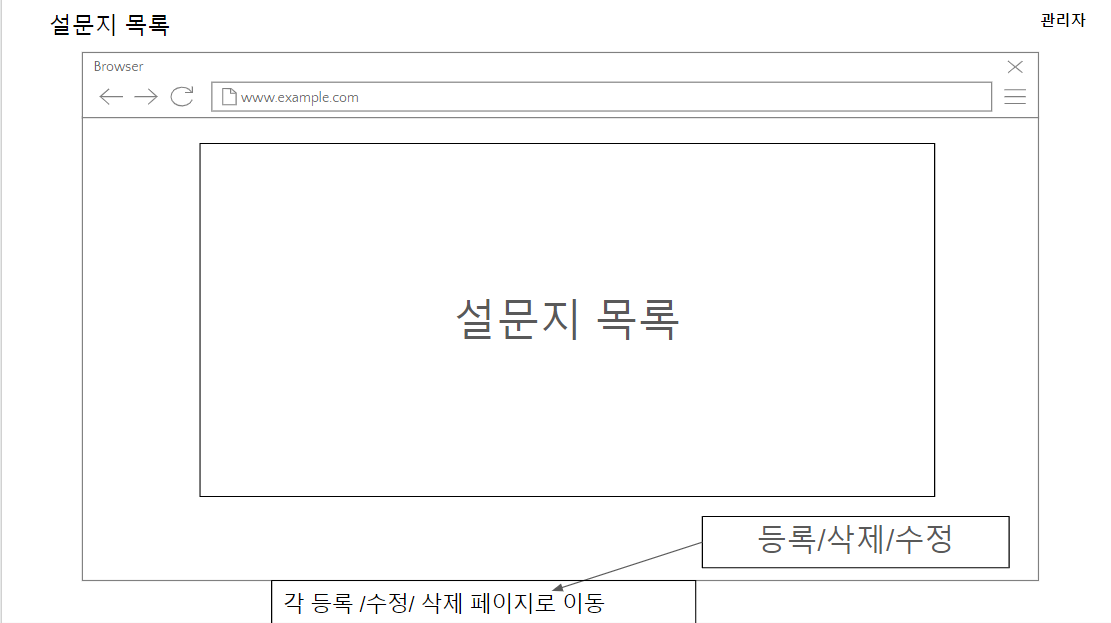 설문지 목록
관리자
Browser
www.example.com
설문지 목록
등록/삭제/수정
각 등록 /수정/ 삭제 페이지로 이동